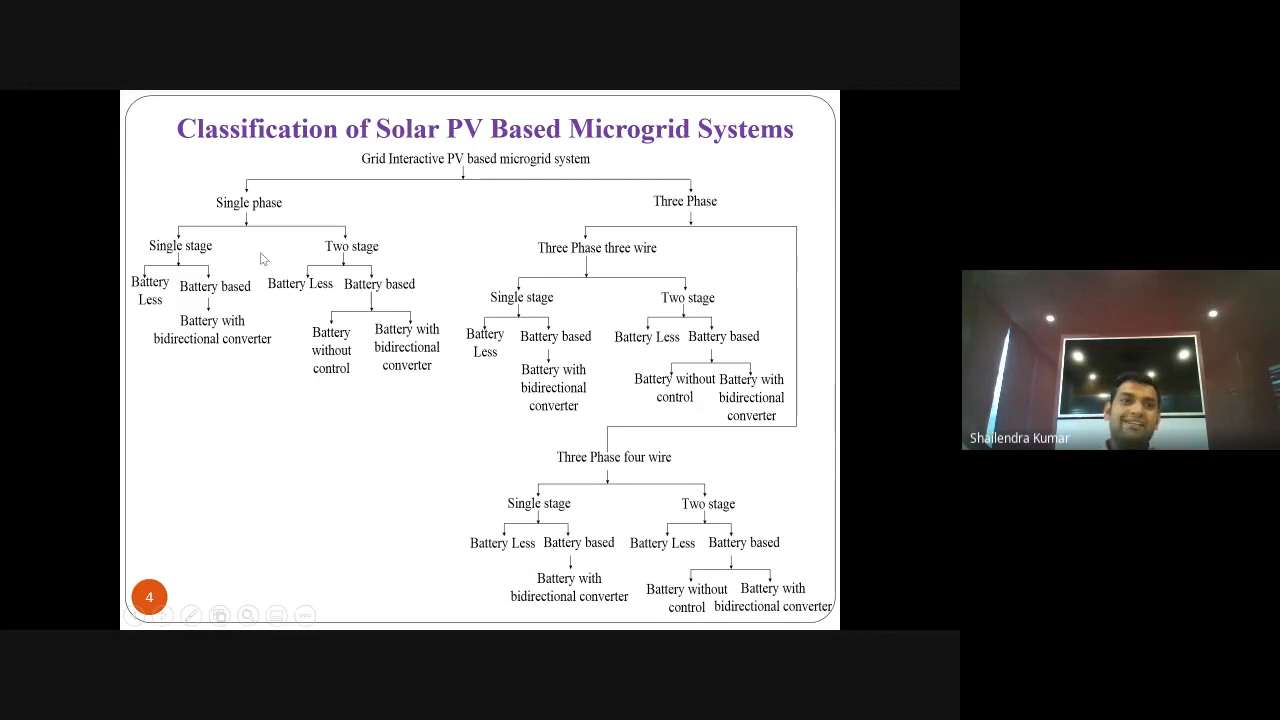 Classification of Solar PV Based Microgrid Systems
Grid Interactive PV based microgrid system
Single phase
Three Phase
Single stage
Two stage
Battery
Less
Battery based
Battery with
bidirectional converter
Battery Less
Battery based
Battery
without
control
Battery with
bidirectional
converter
Three Phase three wire
Single stage
Two stage
Battery
Less
Battery based
Battery with
bidirectional
converter
Battery Less
Battery based
Battery without
control
Battery with
bidirectional
converter
Three Phase four wire
Single stage
Two stage
Battery Less
Battery based
Battery with
bidirectional converter
Battery Less
Battery based
Battery without
control
Battery with
bidirectional converter
4
Shailendra Kumar